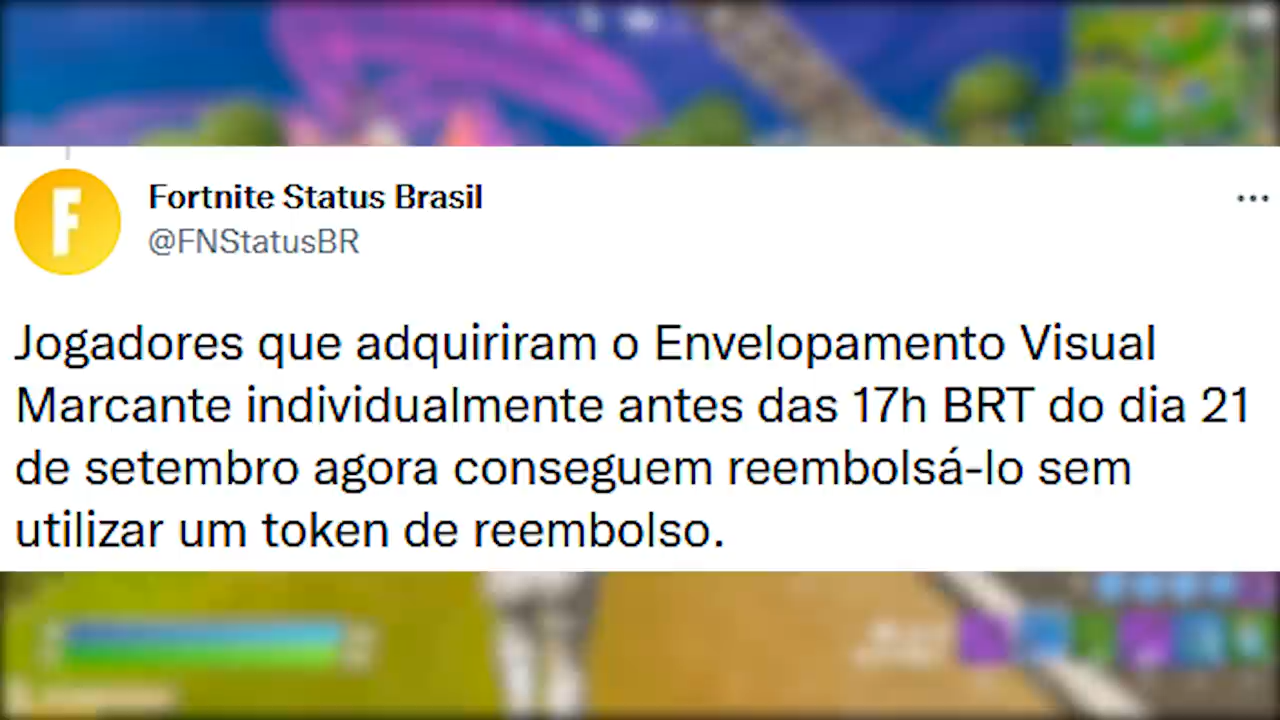 F
Fortnite Status Brasil
@FNStatusBR
Jogadores que adquiriram o Envelopamento Visual
Marcante individualmente antes das 17h BRT do dia 21
de setembro agora conseguem reembolsá-lo sem
utilizar um token de reembolso.